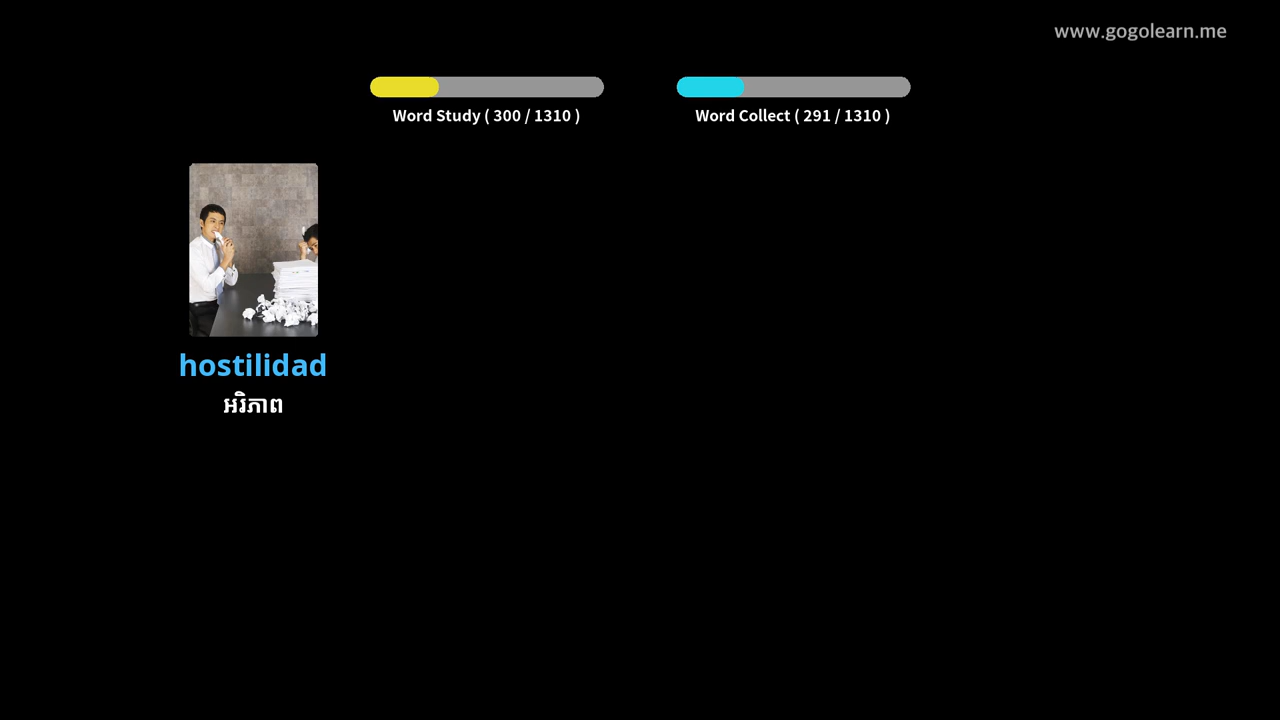 www.gogolearn.me
Word Study ( 300 / 1310 )
Word Collect ( 291 / 1310 )
hostilidad
អរិភាព